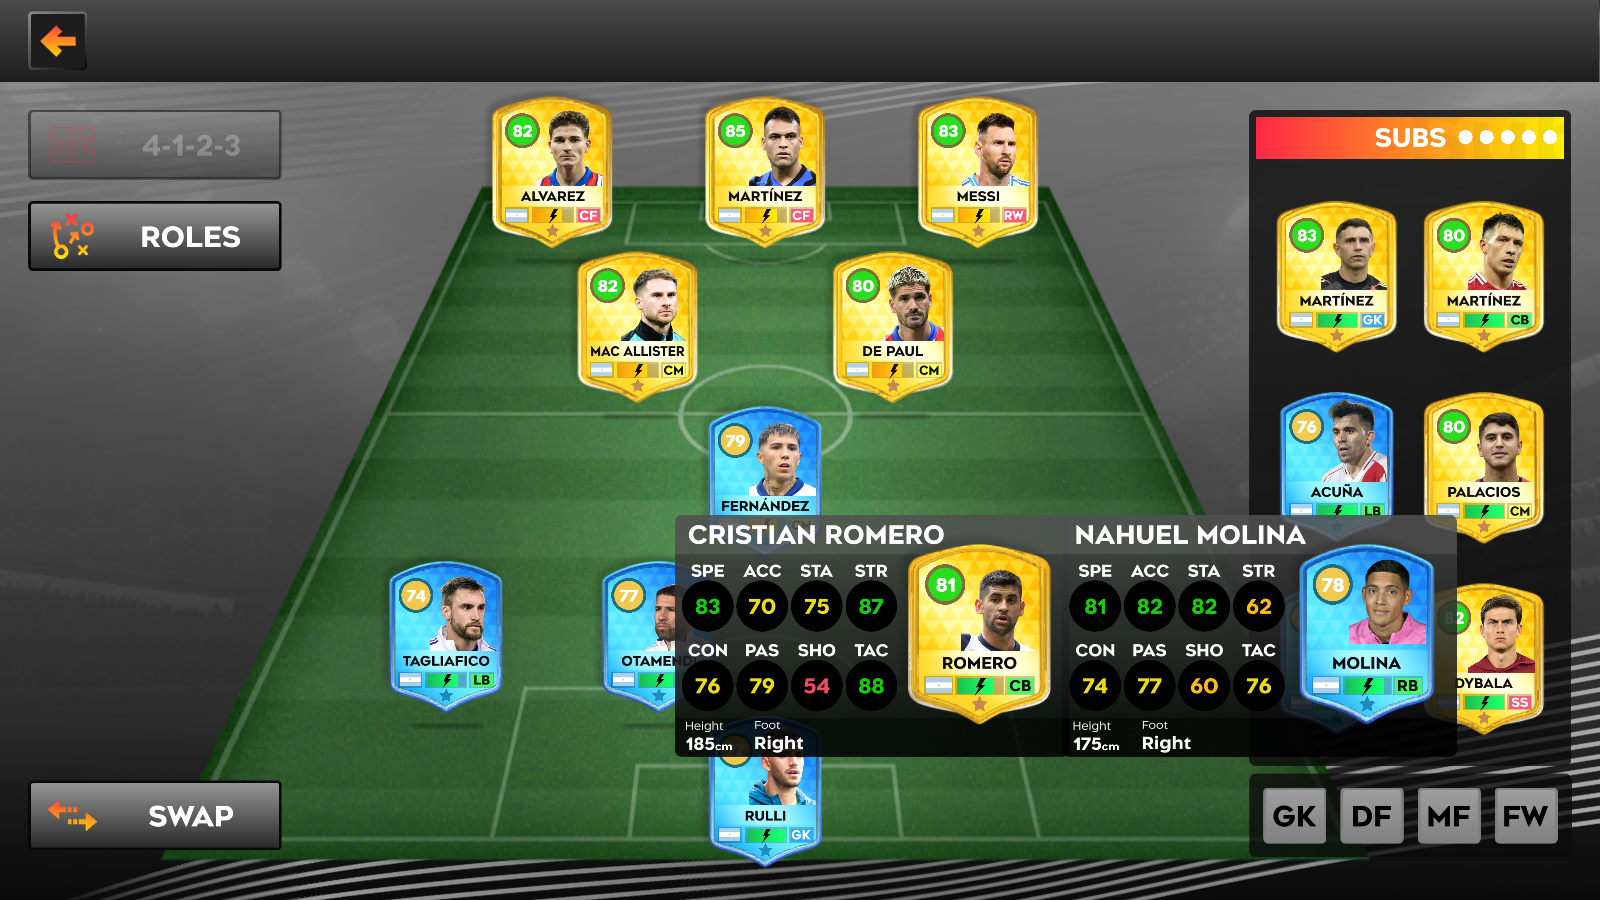 4-1-2-3
ROLES
SWAP
82
ALVAREZ
CF
85
MARTÍNEZ
CF
83
MESSI
RW
82
MAC ALLISTER
CM
80
DE PAUL
CM
79
FERNÁNDEZ
CM
74
TAGLIAFICO
LB
77
OTAMENDI
RULLI
GK
CRISTIAN ROMERO
SPE ACC STA STR
83 70 75 87
CON PAS SHO TAC
76 79 54 88
Height Foot
185cm Right
81
ROMERO
CB
NAHUEL MOLINA
SPE ACC STA STR
81 82 82 62
CON PAS SHO TAC
74 77 60 76
Height Foot
175cm Right
78
MOLINA
RB
SUBS
83
MARTÍNEZ
GK
80
MARTÍNEZ
CB
76
ACUÑA
LB
80
PALACIOS
CM
82
DYBALA
SS
GK DF MF FW